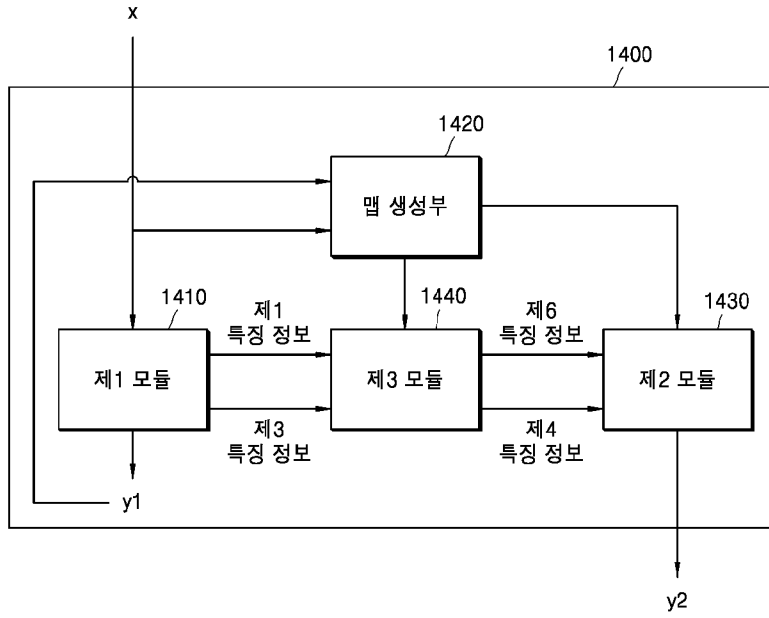 x
1400
1420
맵 생성부
1410
제1
특징 정보
1440
제6
특징 정보
1430
제1 모듈
제3 모듈
제2 모듈
제3
특징 정보
제4
특징 정보
y1
y2